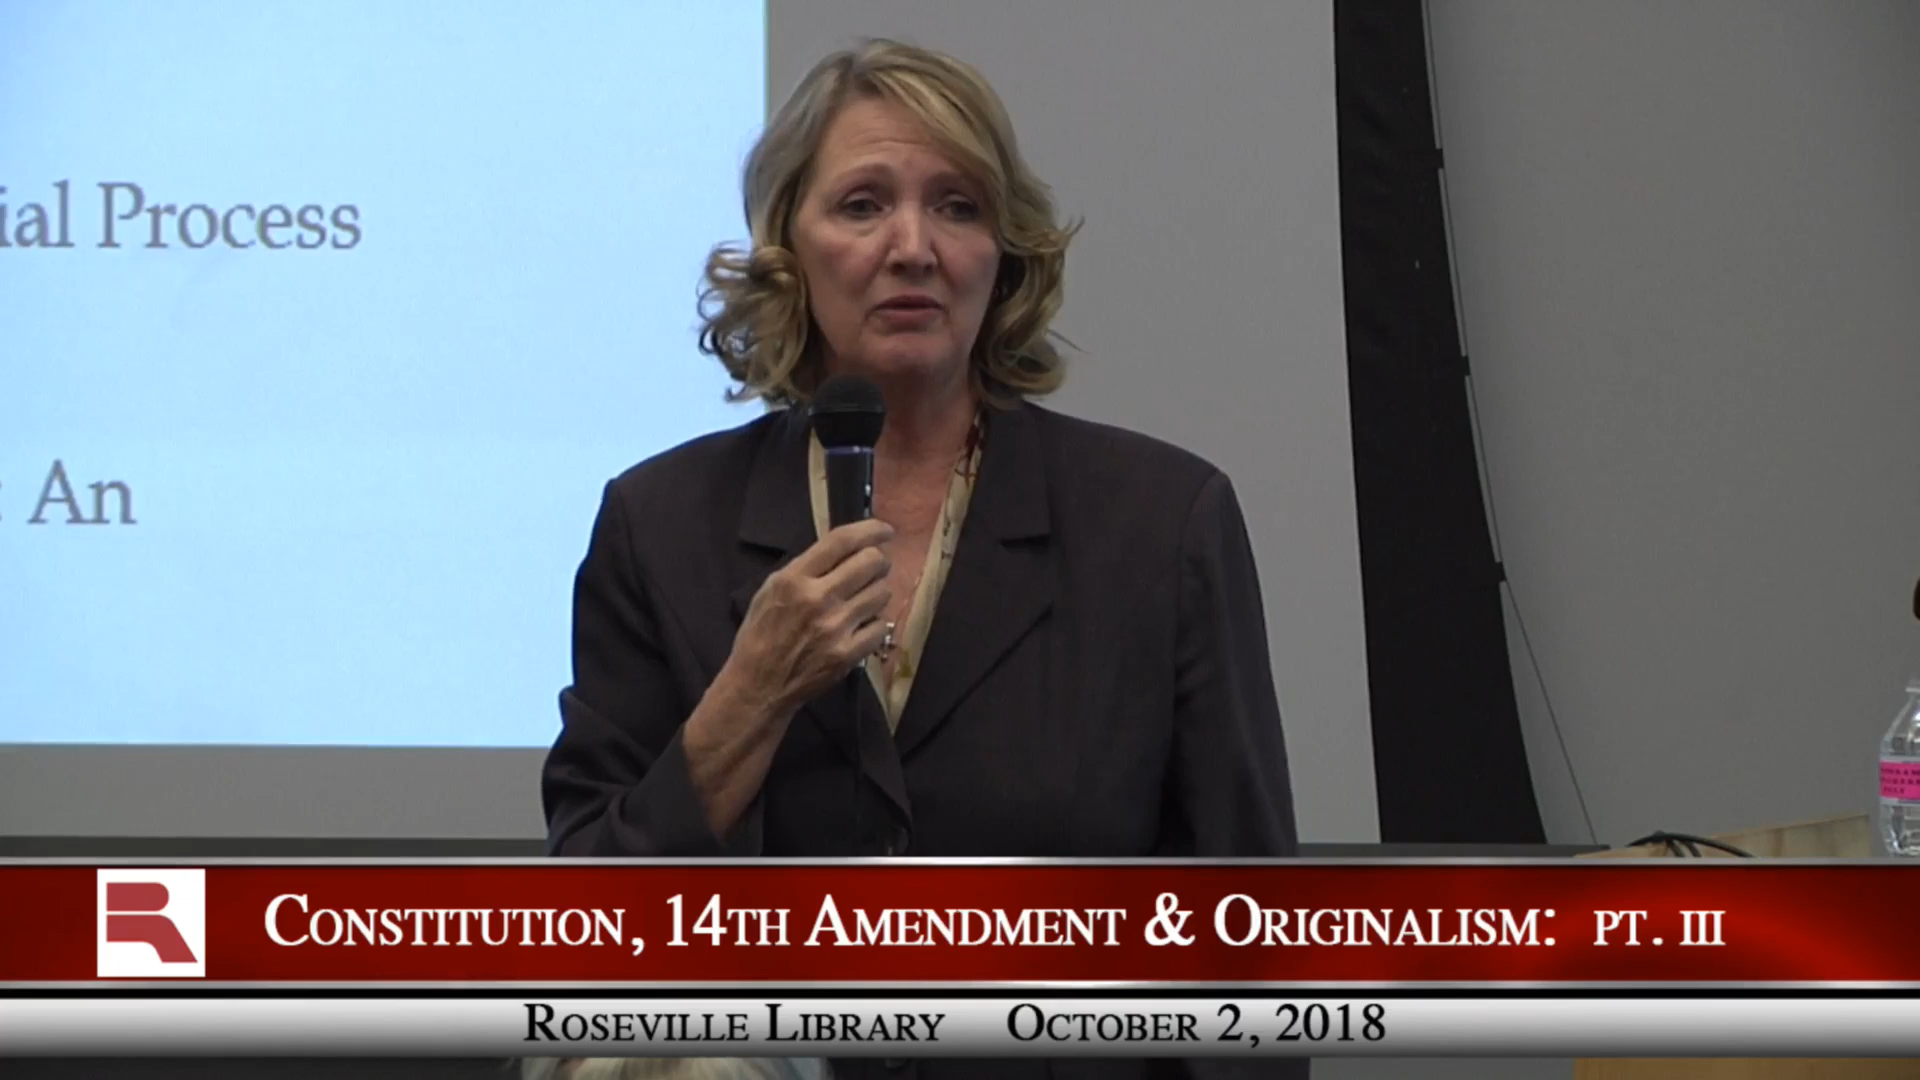 ial Process
: An
CONSTITUTION, 14TH AMENDMENT & ORIGINALISM: PT. III
ROSEVILLE LIBRARY OCTOBER 2, 2018